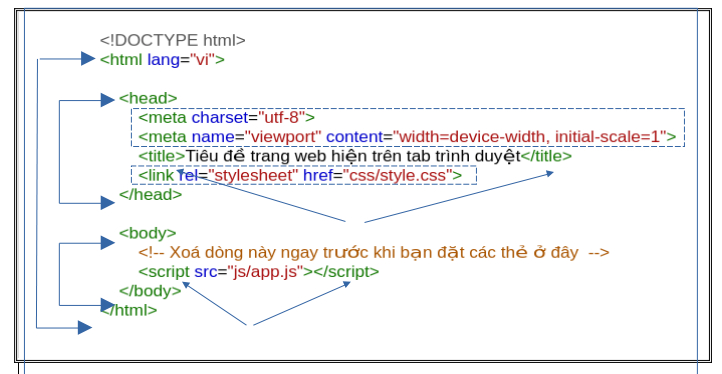 <!DOCTYPE html>
<html lang="vi">
<head>
<meta charset="utf-8">
<meta name="viewport" content="width=device-width, initial-scale=1">
<title>Tiêu đề trang web hiện trên tab trình duyệt</title>
<link rel="stylesheet" href="css/style.css">
</head>
<body>
<!-- Xoá dòng này ngay trước khi bạn đặt các thẻ ở đây -->
<script src="js/app.js"></script>
</body>
</html>